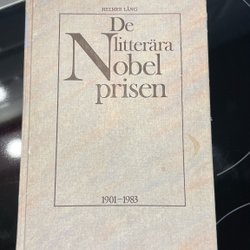 HELMER LÅNG
De
litterära
Nobel
prisen
1901–1983